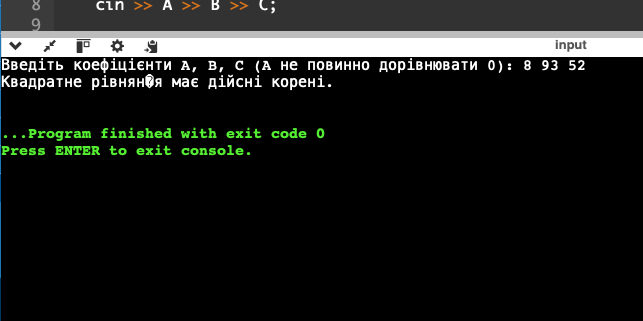 8 cin >> A >> B >> C;
9
input
Введіть коефіцієнти A, B, C (A не повинно дорівнювати 0): 8 93 52
Квадратне рівнян�я має дійсні корені.
...Program finished with exit code 0
Press ENTER to exit console.